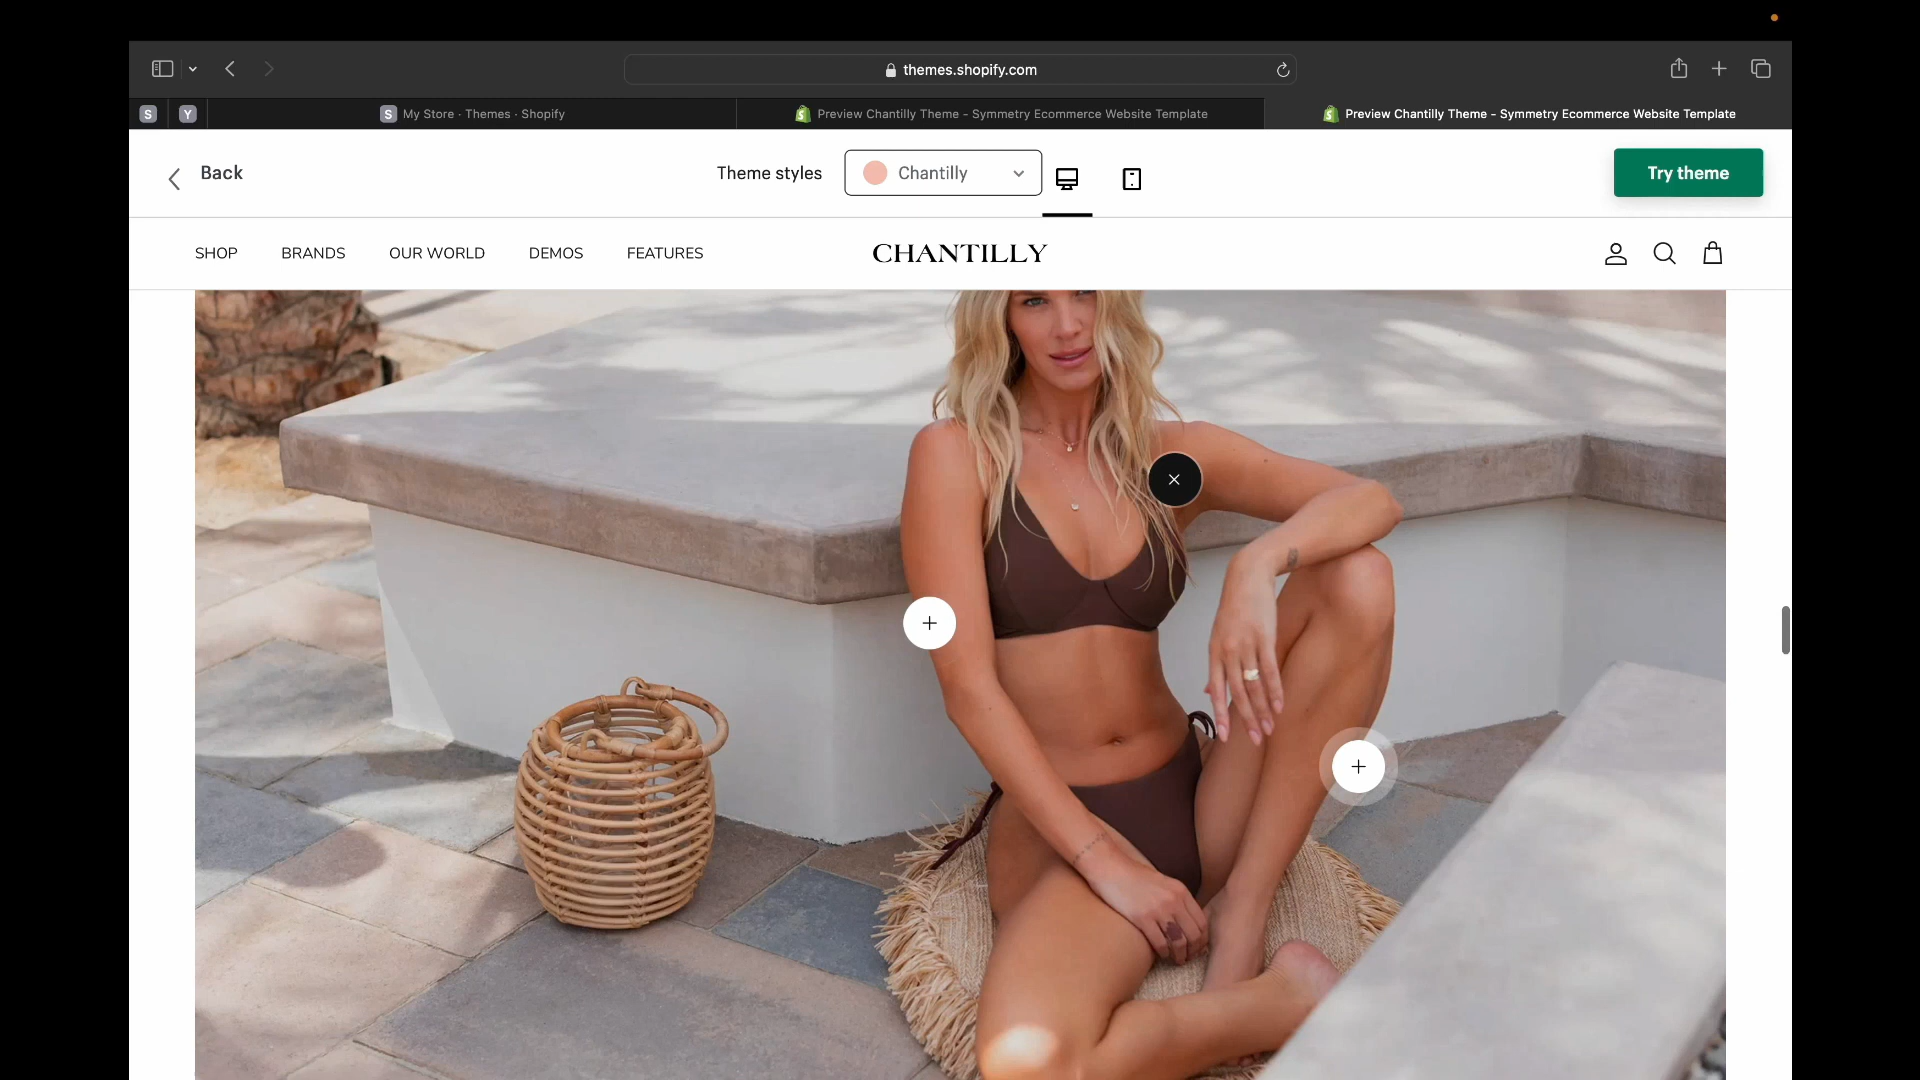 themes.shopify.com
S
Y
S My Store - Themes - Shopify
Preview Chantilly Theme - Symmetry Ecommerce Website Template
Preview Chantilly Theme - Symmetry Ecommerce Website Template
Back
Theme styles
Chantilly
Try theme
SHOP
BRANDS
OUR WORLD
DEMOS
FEATURES
CHANTILLY